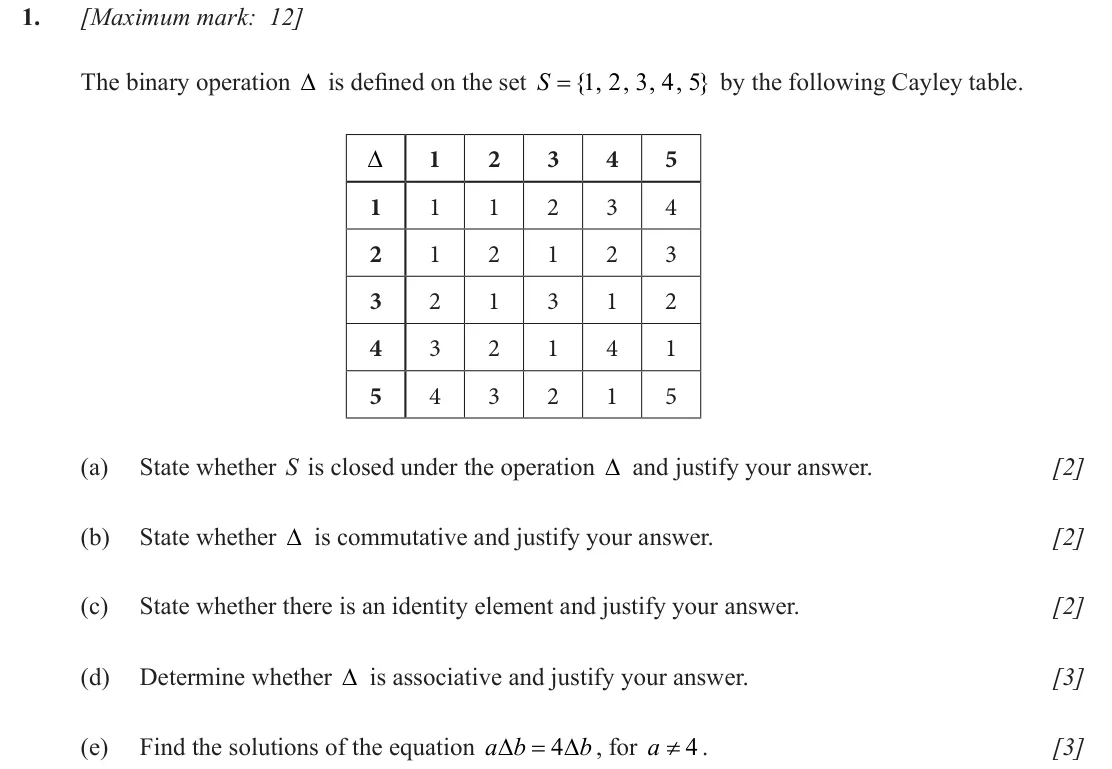 1. [Maximum mark: 12]
The binary operation Δ is defined on the set S = {1, 2, 3, 4, 5} by the following Cayley table.
Δ 1 2 3 4 5
1 1 1 2 3 4
2 1 2 1 2 3
3 2 1 3 1 2
4 3 2 1 4 1
5 4 3 2 1 5
(a) State whether S is closed under the operation Δ and justify your answer. [2]
(b) State whether Δ is commutative and justify your answer. [2]
(c) State whether there is an identity element and justify your answer. [2]
(d) Determine whether Δ is associative and justify your answer. [3]
(e) Find the solutions of the equation aΔb = 4Δb, for a ≠ 4. [3]